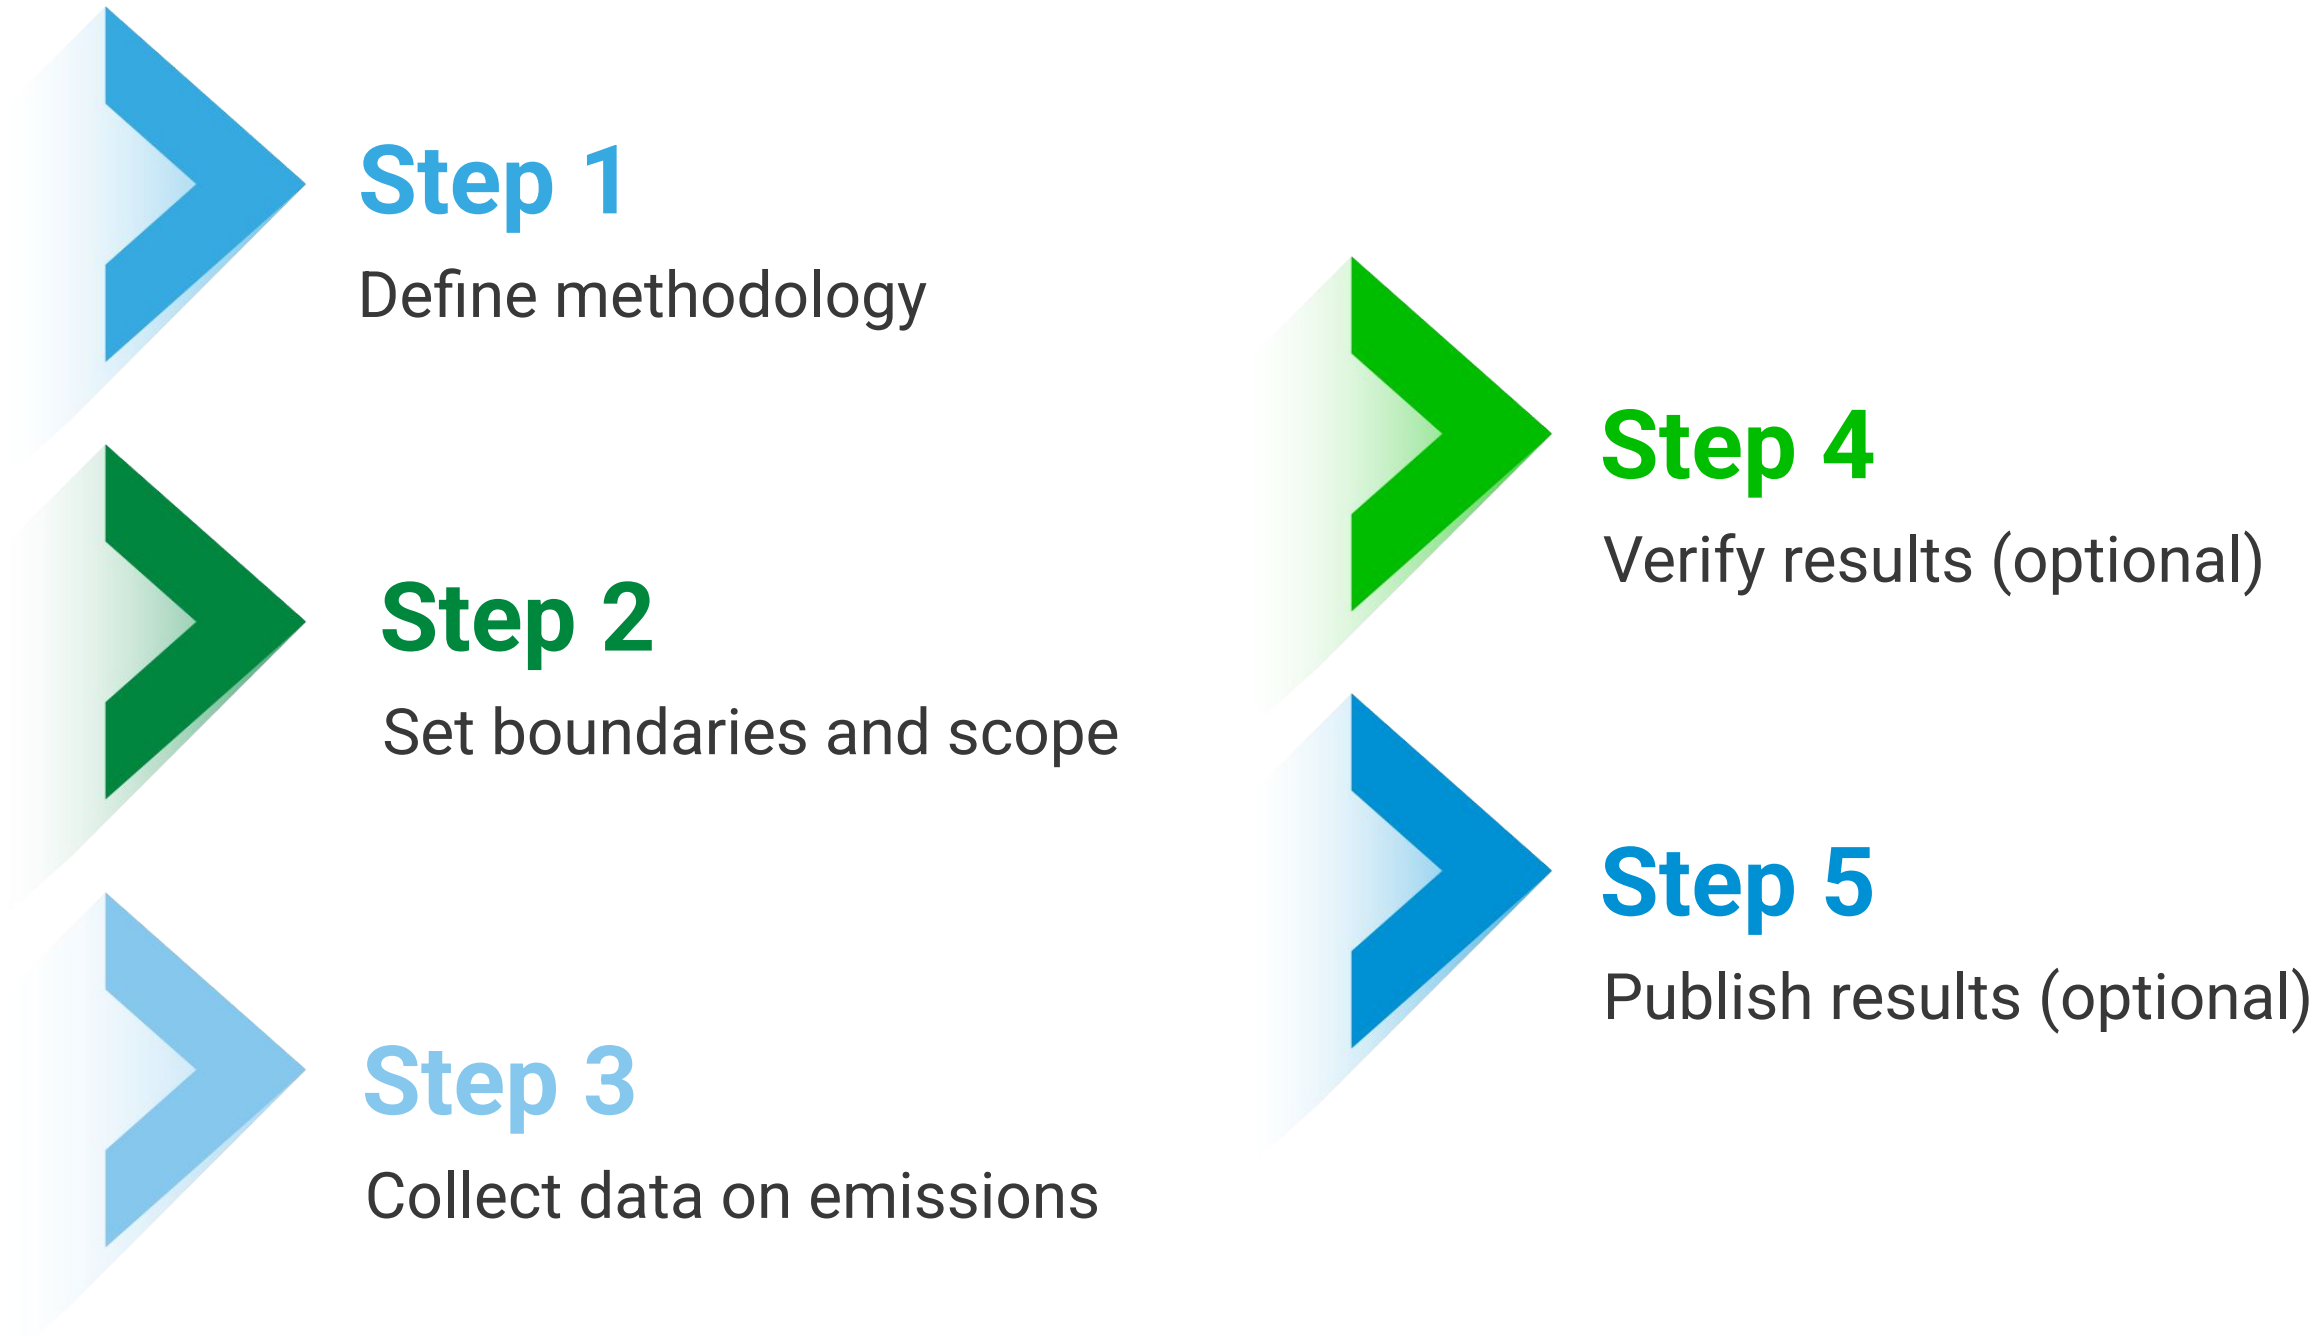 Step 1
Define methodology
Step 2
Set boundaries and scope
Step 3
Collect data on emissions
Step 4
Verify results (optional)
Step 5
Publish results (optional)